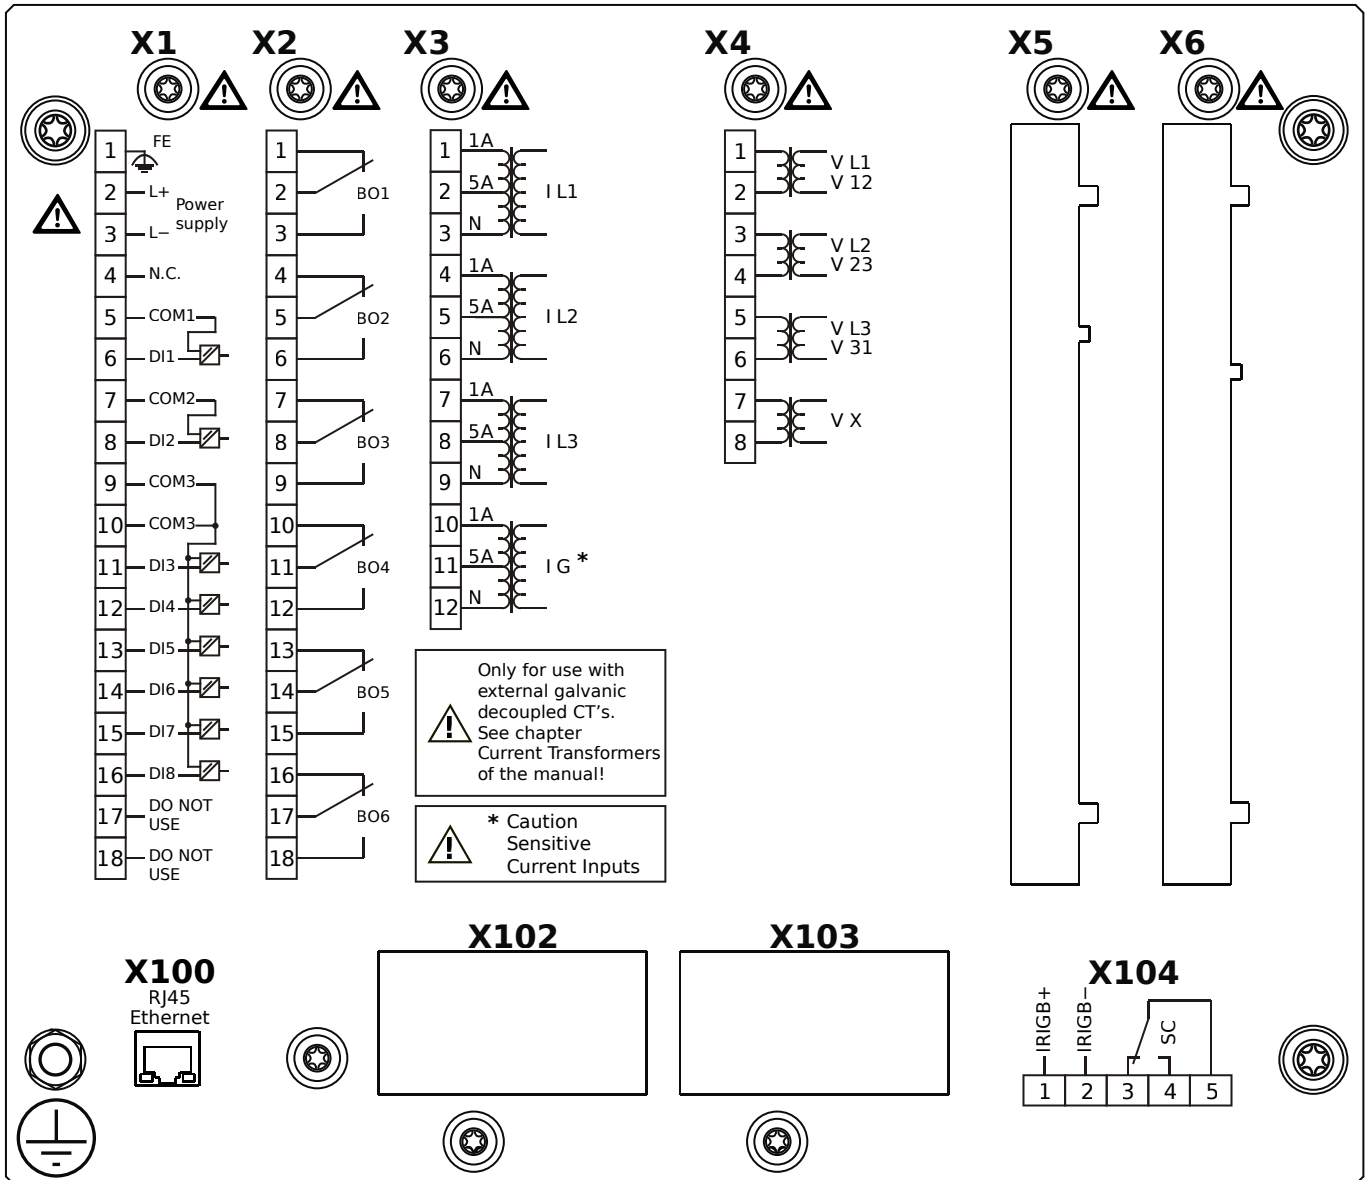 X1
X2
X3
X4
X5
X6
1
FE
2
L+
Power
supply
3
L−
4
N.C.
5
COM1
6
DI1
7
COM2
8
DI2
9
COM3
10
COM3
11
DI3
12
DI4
13
DI5
14
DI6
15
DI7
16
DI8
17
DO NOT
USE
18
DO NOT
USE
1
2
BO1
3
4
5
BO2
6
7
8
BO3
9
10
11
BO4
12
13
14
BO5
15
16
17
BO6
18
1
1A
2
5A
I L1
3
N
4
1A
5
5A
I L2
6
N
7
1A
8
5A
I L3
9
N
10
1A
11
5A
I G *
12
N
Only for use with
external galvanic
decoupled CT's.
See chapter
Current Transformers
of the manual!
* Caution
Sensitive
Current Inputs
1
V L1
2
V 12
3
V L2
4
V 23
5
V L3
6
V 31
7
V X
8
X100
RJ45
Ethernet
X102
X103
X104
IRIGB+
IRIGB−
SC
1 2 3 4 5